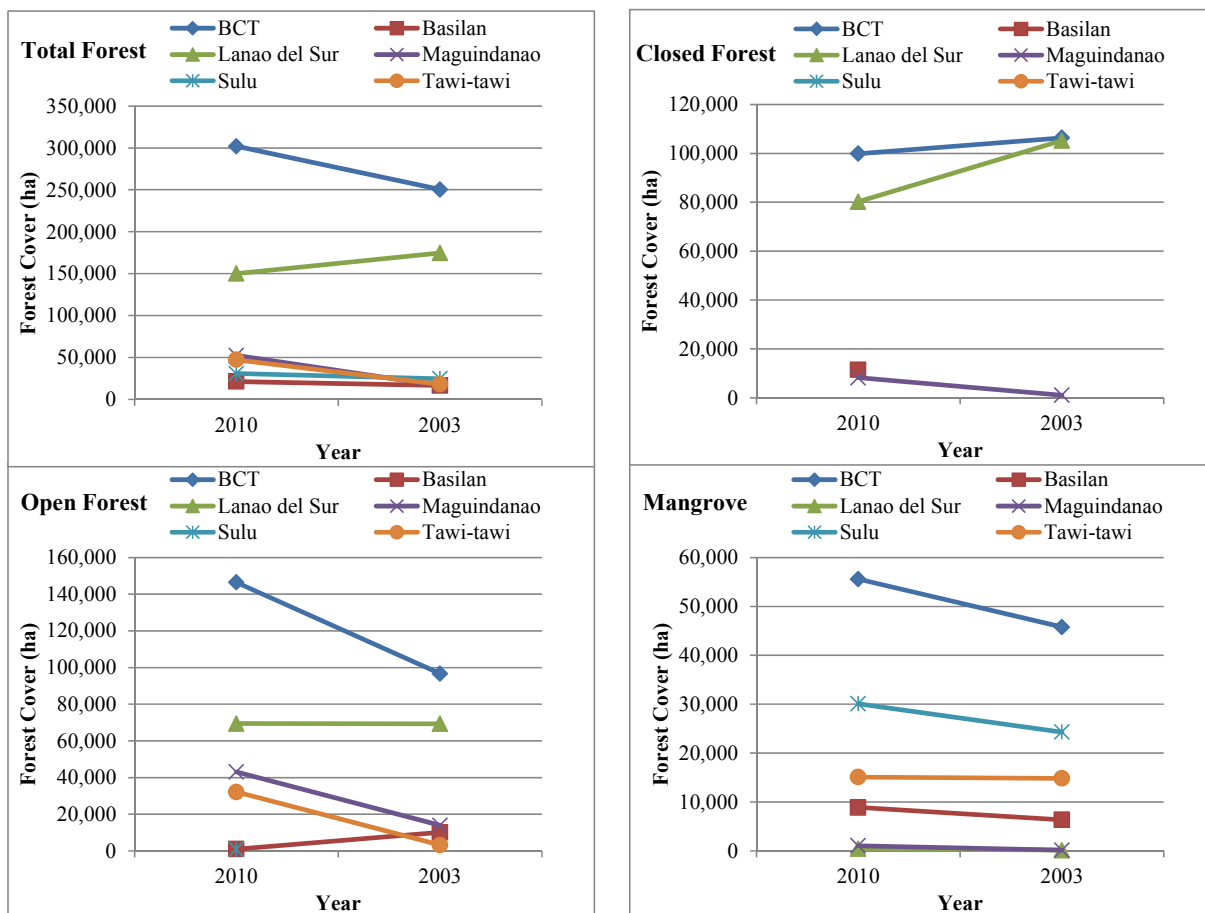 Total Forest
BCT Basilan
Lanao del Sur Maguindanao
Sulu Tawi-tawi
Forest Cover (ha)
350,000
300,000
250,000
200,000
150,000
100,000
50,000
0
2010 2003
Year
Closed Forest
BCT Basilan
Lanao del Sur Maguindanao
Sulu Tawi-tawi
Forest Cover (ha)
120,000
100,000
80,000
60,000
40,000
20,000
0
2010 2003
Year
Open Forest
BCT Basilan
Lanao del Sur Maguindanao
Sulu Tawi-tawi
Forest Cover (ha)
160,000
140,000
120,000
100,000
80,000
60,000
40,000
20,000
0
2010 2003
Year
Mangrove
BCT Basilan
Lanao del Sur Maguindanao
Sulu Tawi-tawi
Forest Cover (ha)
60,000
50,000
40,000
30,000
20,000
10,000
0
2010 2003
Year